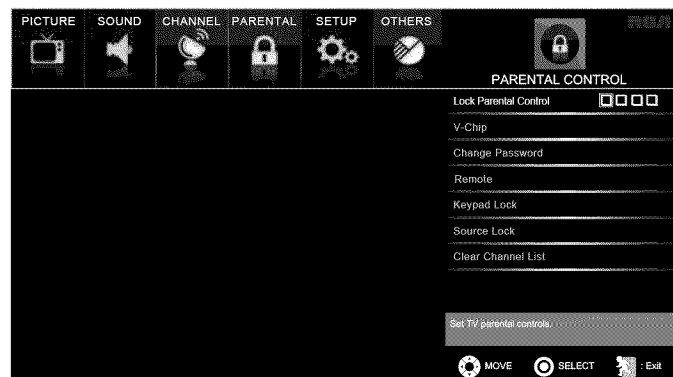 PICTURE SOUND CHANNEL PARENTAL SETUP OTHERS
RCA
PARENTAL CONTROL
Lock Parental Control
V-Chip
Change Password
Remote
Keypad Lock
Source Lock
Clear Channel List
Set TV parental controls.
MOVE SELECT : Exit